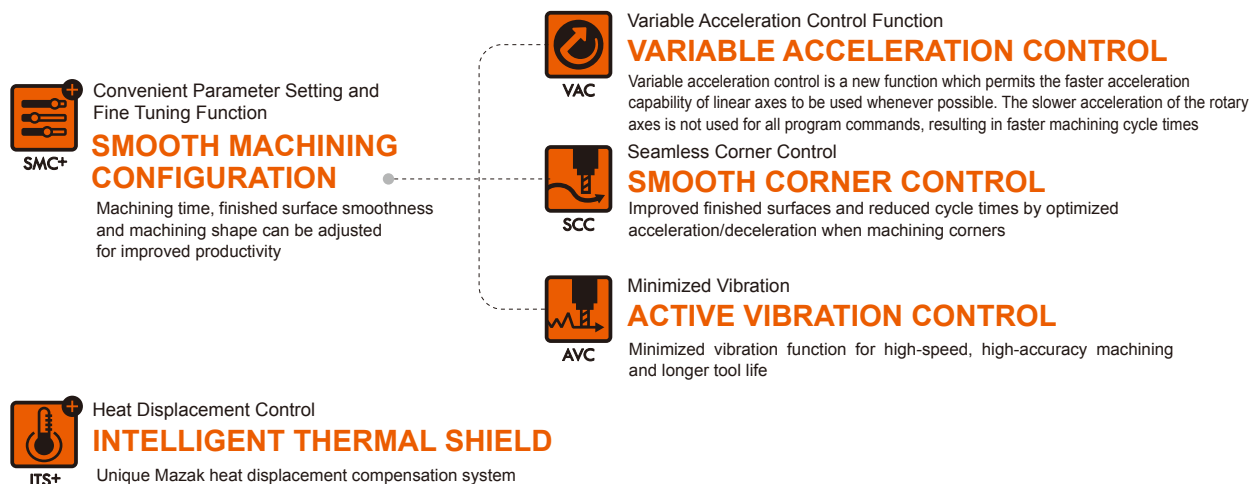 Convenient Parameter Setting and
Fine Tuning Function
SMOOTH MACHINING
CONFIGURATION
SMC+
Machining time, finished surface smoothness
and machining shape can be adjusted
for improved productivity
Variable Acceleration Control Function
VARIABLE ACCELERATION CONTROL
VAC
Variable acceleration control is a new function which permits the faster acceleration
capability of linear axes to be used whenever possible. The slower acceleration of the rotary
axes is not used for all program commands, resulting in faster machining cycle times
Seamless Corner Control
SMOOTH CORNER CONTROL
SCC
Improved finished surfaces and reduced cycle times by optimized
acceleration/deceleration when machining corners
Minimized Vibration
ACTIVE VIBRATION CONTROL
AVC
Minimized vibration function for high-speed, high-accuracy machining
and longer tool life
Heat Displacement Control
INTELLIGENT THERMAL SHIELD
ITS+
Unique Mazak heat displacement compensation system